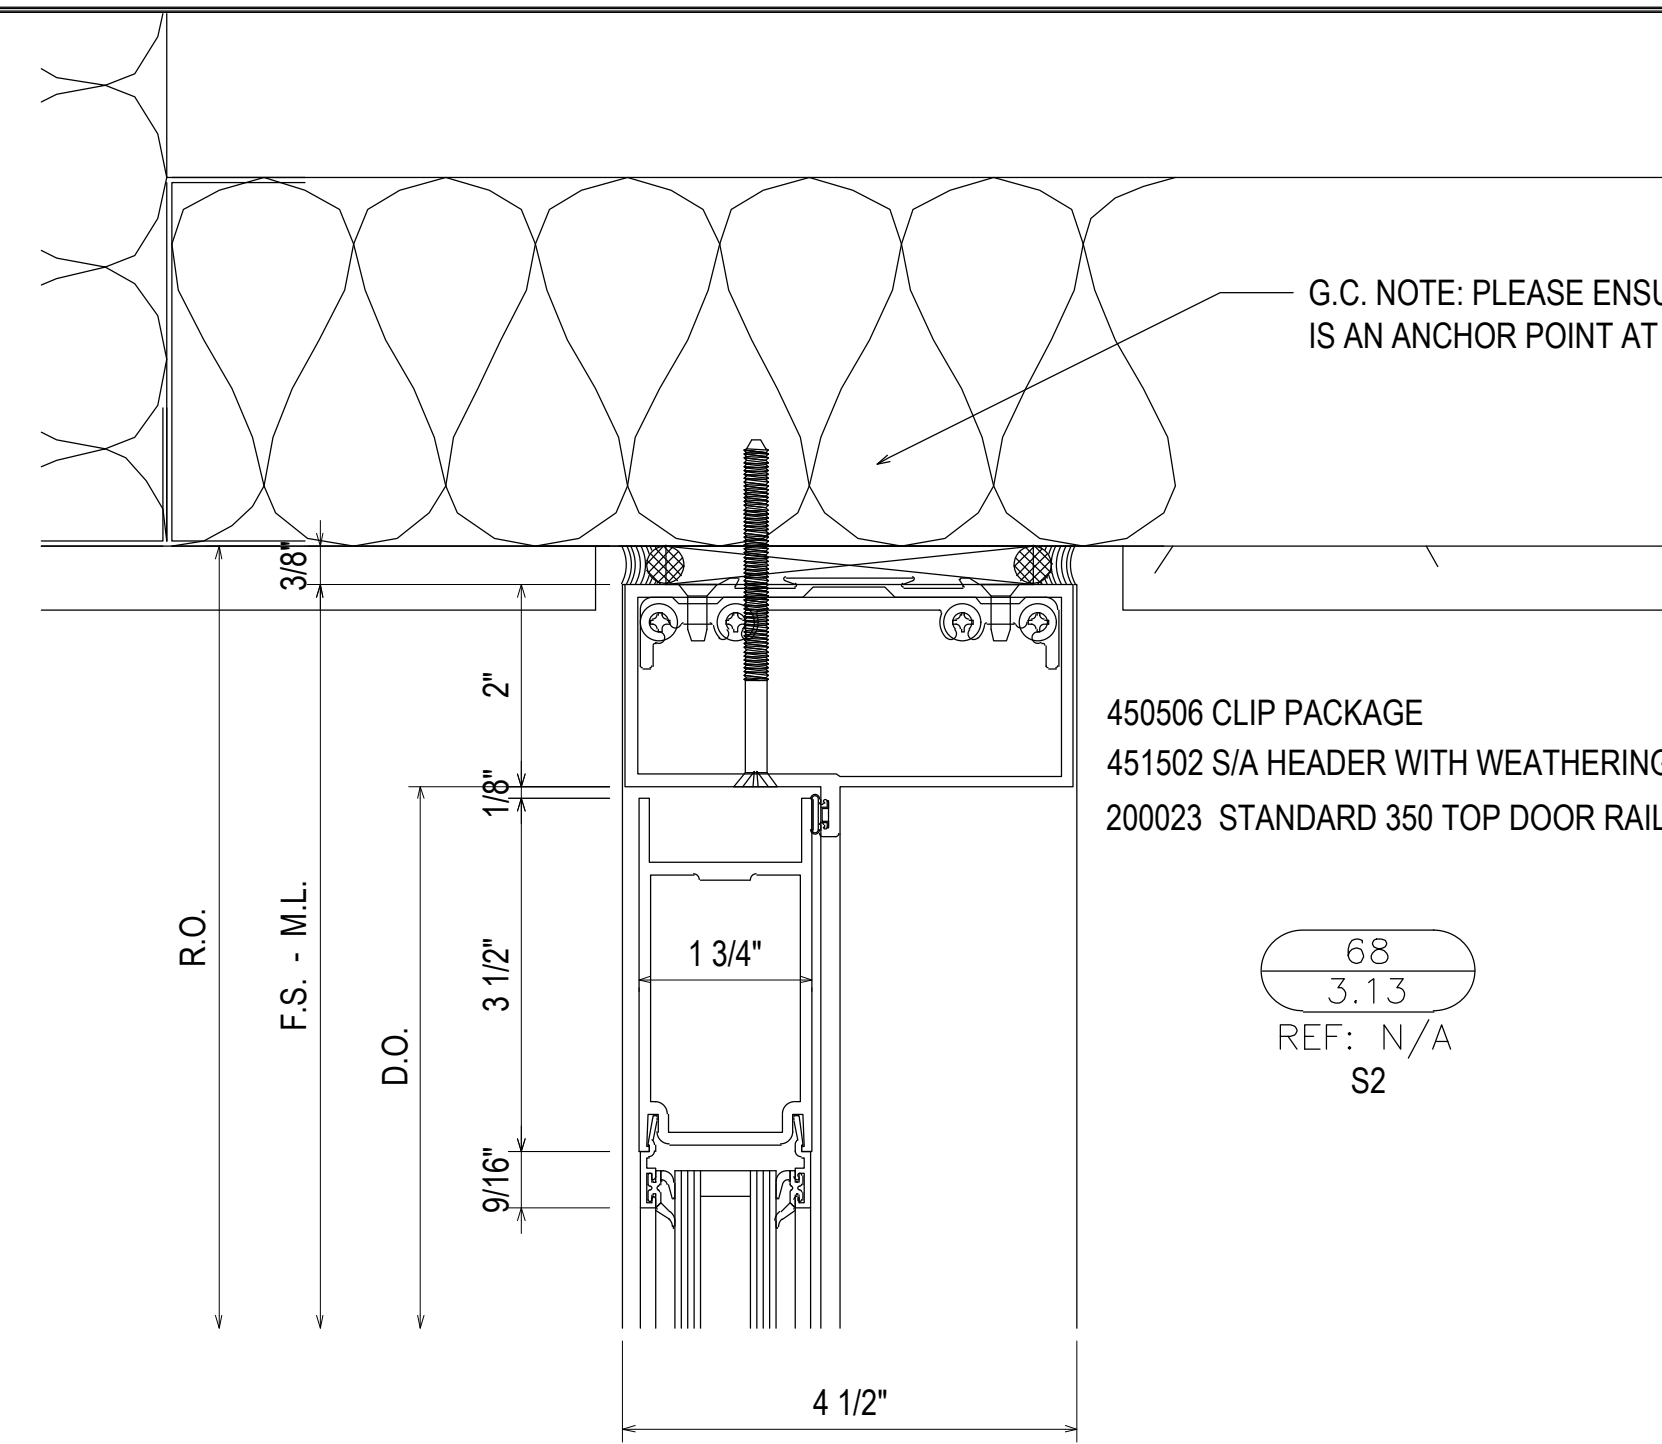 G.C. NOTE: PLEASE ENSU
IS AN ANCHOR POINT AT
3/8"
2"
450506 CLIP PACKAGE
451502 S/A HEADER WITH WEATHERING
200023 STANDARD 350 TOP DOOR RAIL
1/8"
R.O.
F.S. - M.L.
D.O.
3 1/2"
1 3/4"
68
3.13
REF: N/A
S2
9/16"
4 1/2"